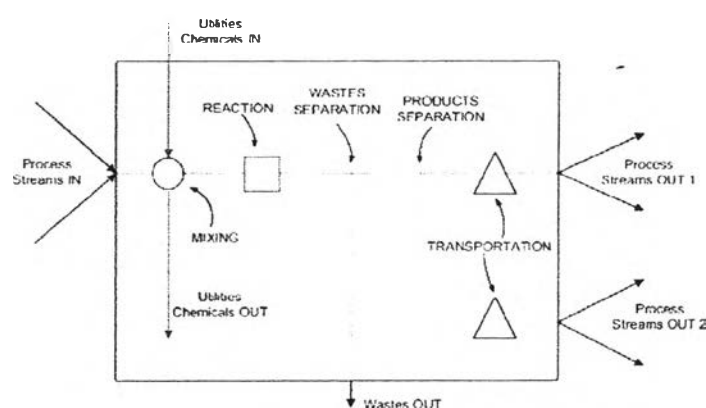 Utilities
Chemicals IN
REACTION
WASTES
SEPARATION
PRODUCTS
SEPARATION
Process
Streams IN
MIXING
Process
Streams OUT 1
TRANSPORTATION
Utilities
Chemicals OUT
Process
Streams OUT 2
Wastes OUT